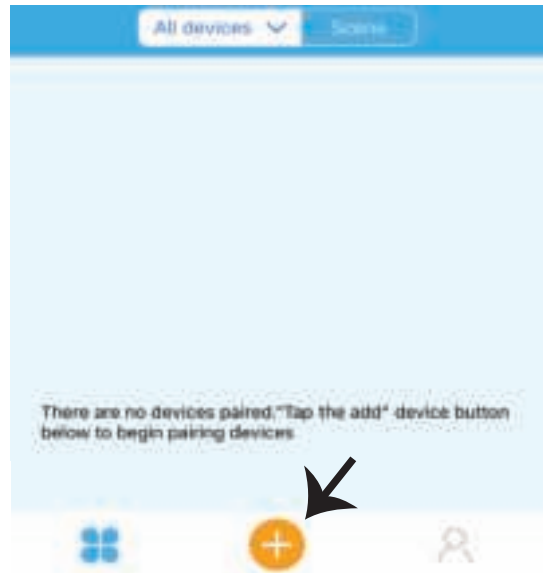 All devices
Scene
There are no devices paired."Tap the add" device button
below to begin pairing devices